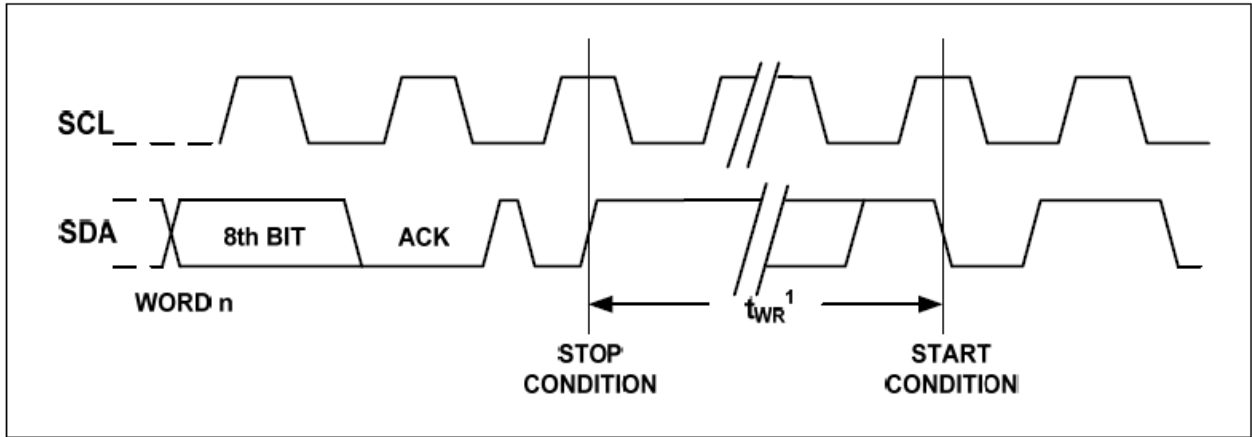 SCL
SDA
8th BIT
ACK
WORD n
tWR1
STOP
CONDITION
START
CONDITION